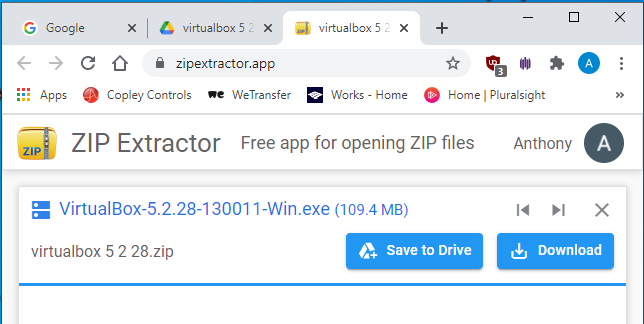 Google
virtualbox 5 2
virtualbox 5 2
zipextractor.app
3
A
Apps
Copley Controls
we WeTransfer
Works - Home
Home | Pluralsight
»
ZIP
ZIP Extractor
Free app for opening ZIP files
Anthony
A
VirtualBox-5.2.28-130011-Win.exe (109.4 MB)
virtualbox 5 2 28.zip
Save to Drive
Download